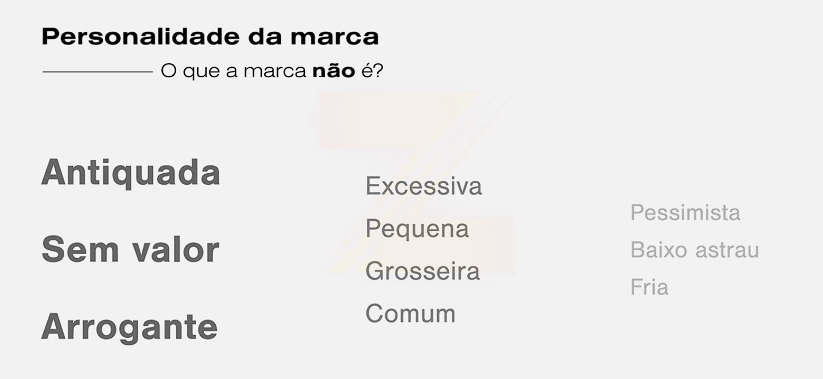 Personalidade da marca
O que a marca não é?
Antiquada
Sem valor
Arrogante
Excessiva
Pequena
Grosseira
Comum
Pessimista
Baixo astrau
Fria